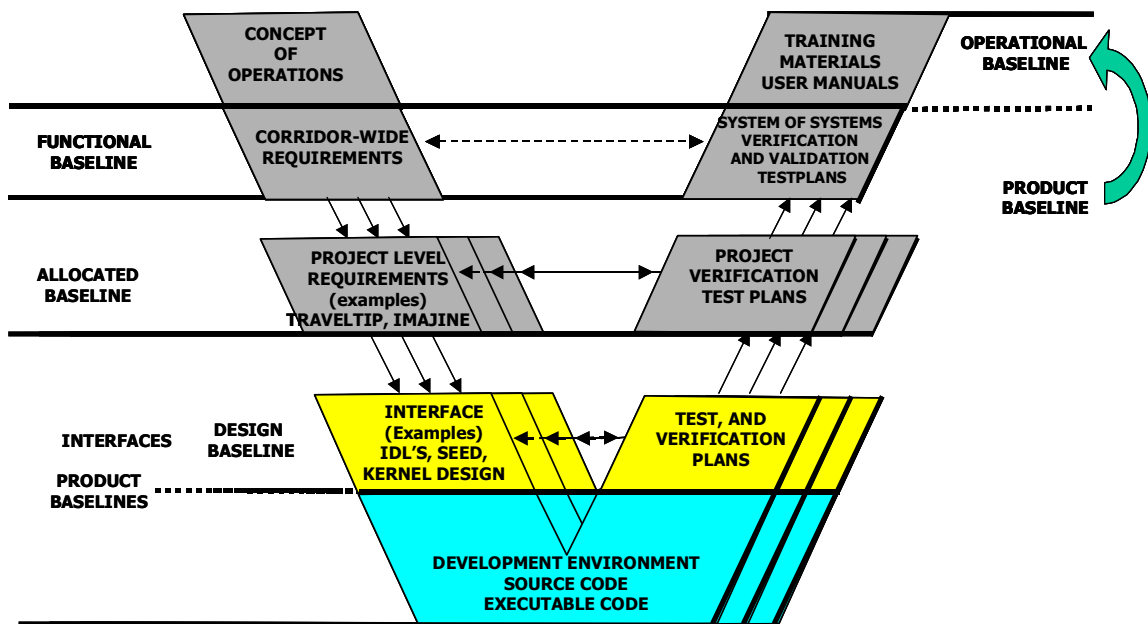 CONCEPT
OF
OPERATIONS
TRAINING
MATERIALS
USER MANUALS
OPERATIONAL
BASELINE
FUNCTIONAL
BASELINE
CORRIDOR-WIDE
REQUIREMENTS
SYSTEM OF SYSTEMS
VERIFICATION
AND VALIDATION
TESTPLANS
PRODUCT
BASELINE
ALLOCATED
BASELINE
PROJECT LEVEL
REQUIREMENTS
(examples)
TRAVELTIP, IMAJINE
PROJECT
VERIFICATION
TEST PLANS
INTERFACES
DESIGN
BASELINE
INTERFACE
(Examples)
IDL'S, SEED,
KERNEL DESIGN
TEST, AND
VERIFICATION
PLANS
PRODUCT
BASELINES
DEVELOPMENT ENVIRONMENT
SOURCE CODE
EXECUTABLE CODE